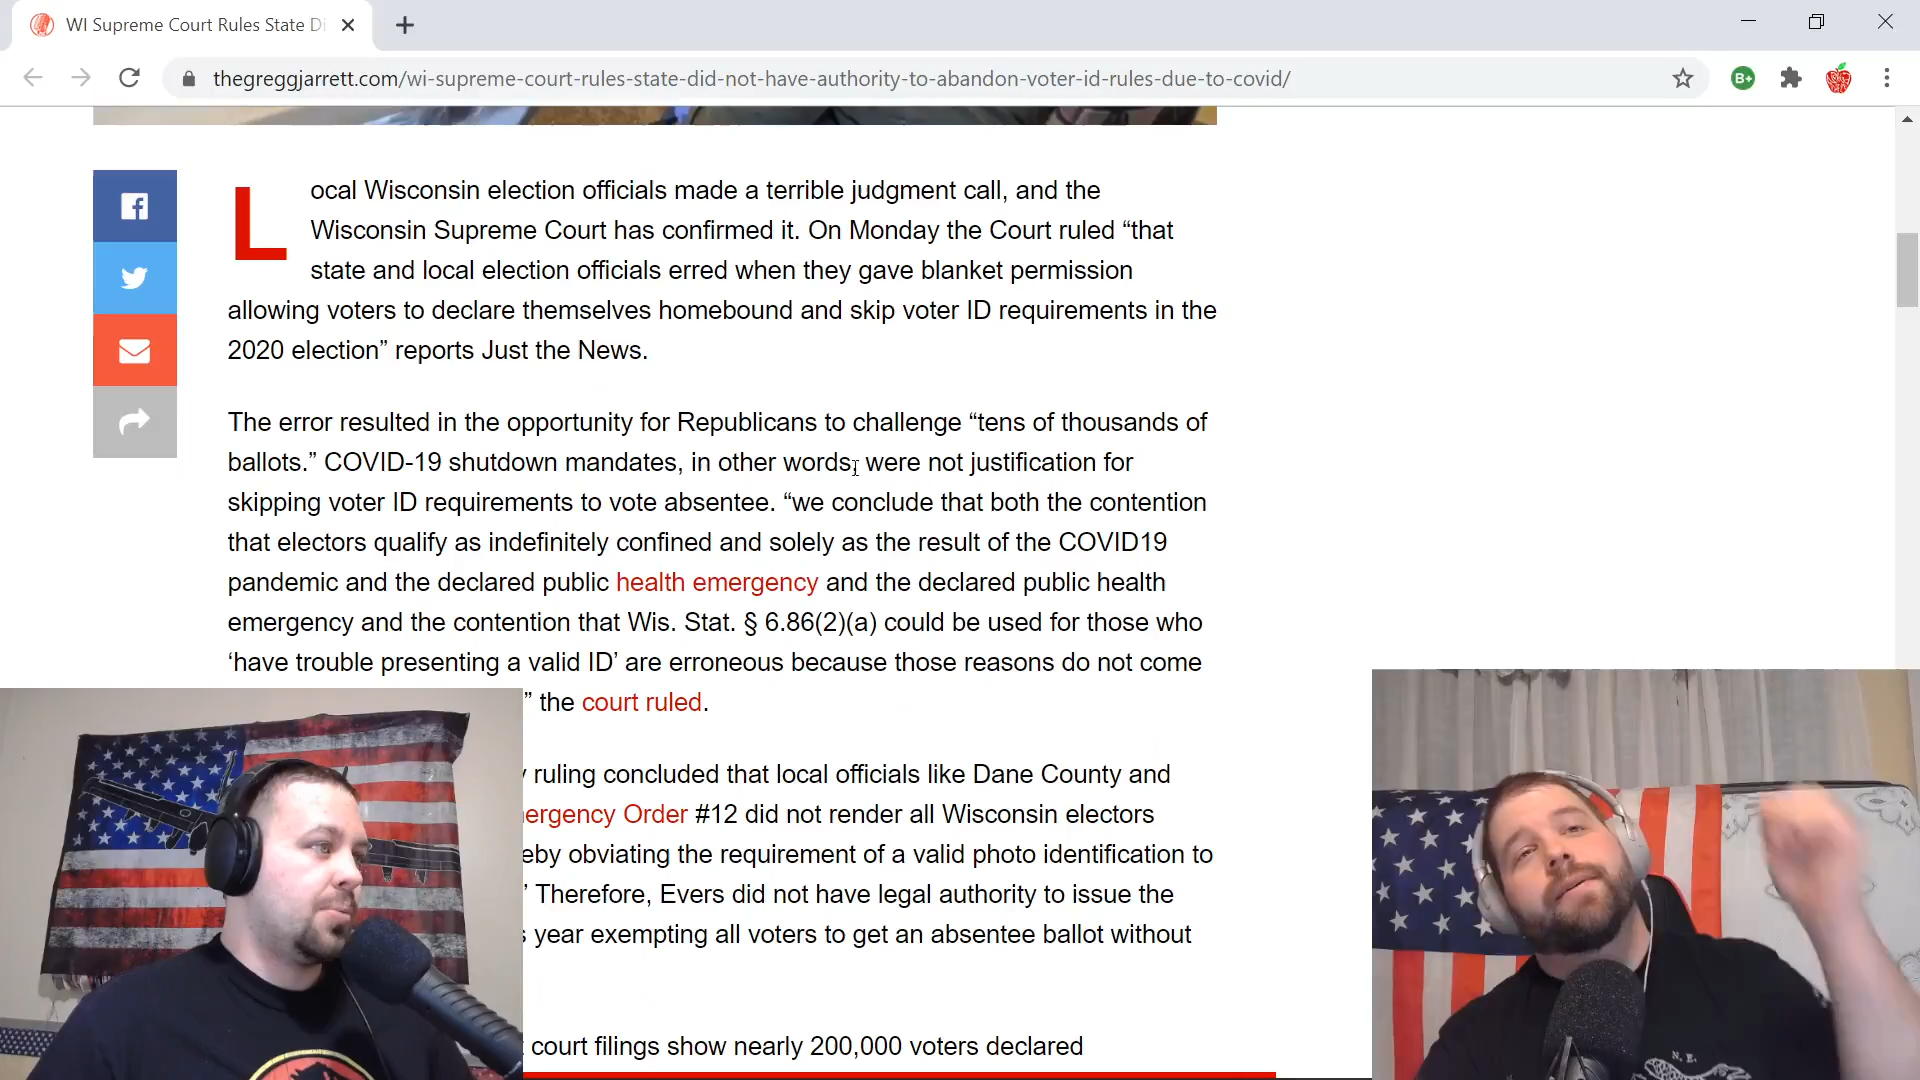 WI Supreme Court Rules State Di
thegreggjarrett.com/wi-supreme-court-rules-state-did-not-have-authority-to-abandon-voter-id-rules-due-to-covid/
B+
Local Wisconsin election officials made a terrible judgment call, and the
Wisconsin Supreme Court has confirmed it. On Monday the Court ruled “that
state and local election officials erred when they gave blanket permission
allowing voters to declare themselves homebound and skip voter ID requirements in the
2020 election” reports Just the News.
The error resulted in the opportunity for Republicans to challenge “tens of thousands of
ballots.” COVID-19 shutdown mandates, in other words, were not justification for
skipping voter ID requirements to vote absentee. “we conclude that both the contention
that electors qualify as indefinitely confined and solely as the result of the COVID19
pandemic and the declared public health emergency and the declared public health
emergency and the contention that Wis. Stat. § 6.86(2)(a) could be used for those who
‘have trouble presenting a valid ID’ are erroneous because those reasons do not come
” the court ruled.
ruling concluded that local officials like Dane County and
ergency Order #12 did not render all Wisconsin electors
eby obviating the requirement of a valid photo identification to
’ Therefore, Evers did not have legal authority to issue the
s year exempting all voters to get an absentee ballot without
court filings show nearly 200,000 voters declared
N.E.